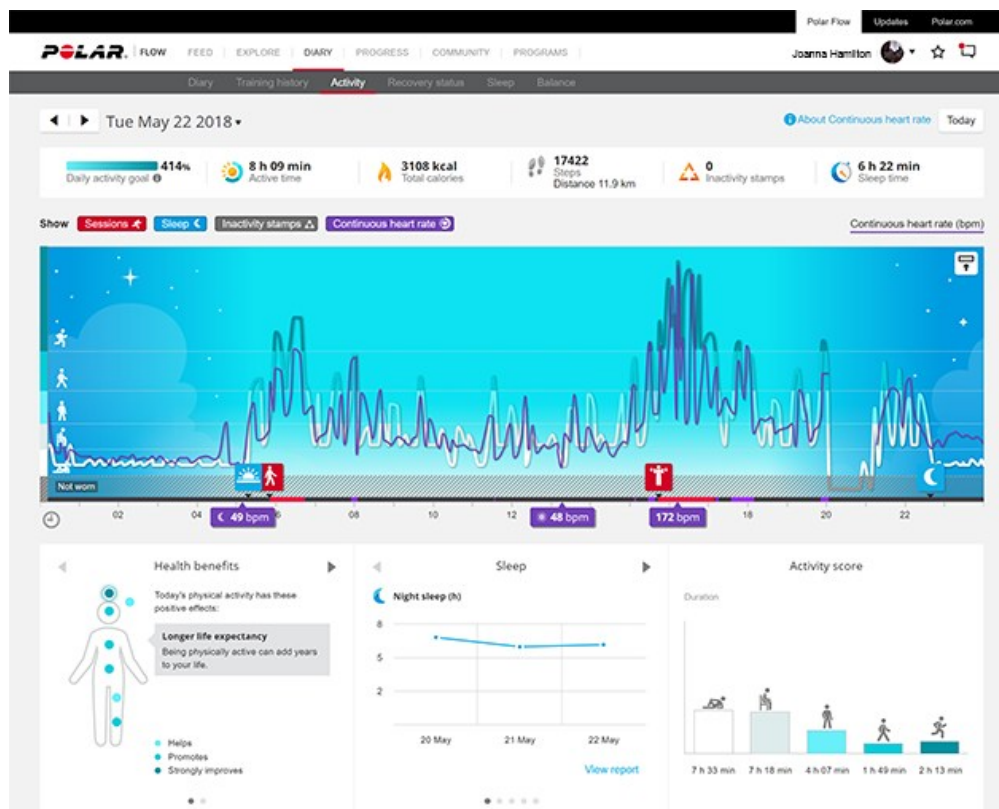 Polar Flow Updates Polar.com
POLAR. FLOW FEED EXPLORE DIARY PROGRESS COMMUNITY PROGRAMS Joanna Hamilton
Diary Training history Activity Recovery status Sleep Balance
Tue May 22 2018 About Continuous heart rate Today
414%
Daily activity goal
8 h 09 min
Active time
3108 kcal
Total calories
17422
Steps
Distance 11.9 km
0
Inactivity stamps
6 h 22 min
Sleep time
Show Sessions Sleep Inactivity stamps Continuous heart rate Continuous heart rate (bpm)
Not worn
02 04 6 08 10 12 18 20 22
49 bpm 48 bpm 172 bpm
Health benefits
Today's physical activity has these
positive effects:
Longer life expectancy
Being physically active can add years
to your life.
Helps
Promotes
Strongly improves
Sleep
Night sleep (h)
8
5
2
20 May 21 May 22 May
View report
Activity score
Duration
7 h 33 min 7 h 18 min 4 h 07 min 1 h 49 min 2 h 13 min